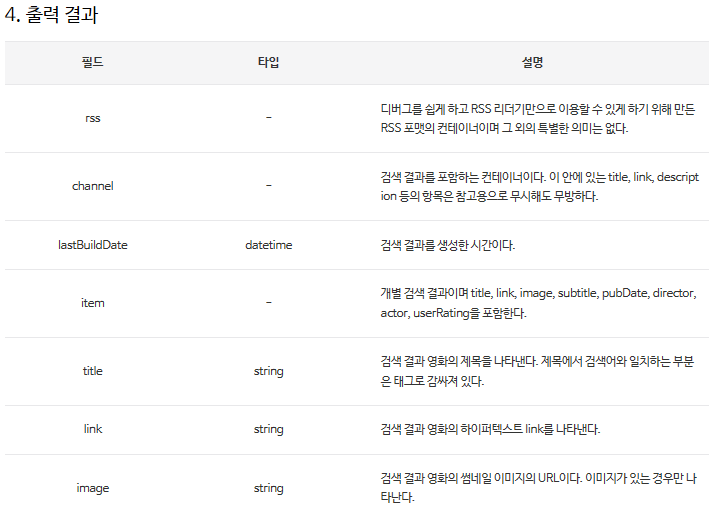 4. 출력 결과
필드 타입 설명
rss - 디버그를 쉽게 하고 RSS 리더기만으로 이용할 수 있게 하기 위해 만든
RSS 포맷의 컨테이너이며 그 외의 특별한 의미는 없다.
channel - 검색 결과를 포함하는 컨테이너이다. 이 안에 있는 title, link, descript
ion 등의 항목은 참고용으로 무시해도 무방하다.
lastBuildDate datetime 검색 결과를 생성한 시간이다.
item - 개별 검색 결과이며 title, link, image, subtitle, pubDate, director,
actor, userRating을 포함한다.
title string 검색 결과 영화의 제목을 나타낸다. 제목에서 검색어와 일치하는 부분
은 태그로 감싸져 있다.
link string 검색 결과 영화의 하이퍼텍스트 link를 나타낸다.
image string 검색 결과 영화의 썸네일 이미지의 URL이다. 이미지가 있는 경우만 나
타난다.